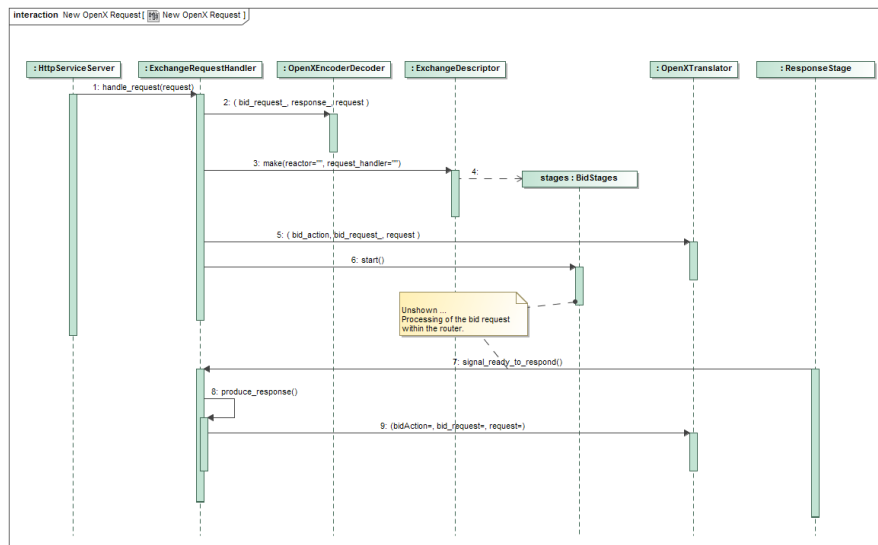 interaction New OpenX Request [ New OpenX Request ]
: HttpServiceServer
: ExchangeRequestHandler
: OpenXEncoderDecoder
: ExchangeDescriptor
: OpenXTranslator
: ResponseStage
1: handle_request(request)
2: ( bid_request_, response_, request )
3: make(reactor="", request_handler="")
4:
stages : BidStages
5: ( bid_action, bid_request_, request )
6: start()
Unshown ...
Processing of the bid request
within the router.
7: signal_ready_to_respond()
8: produce_response()
9: (bidAction=, bid_request=, request=)